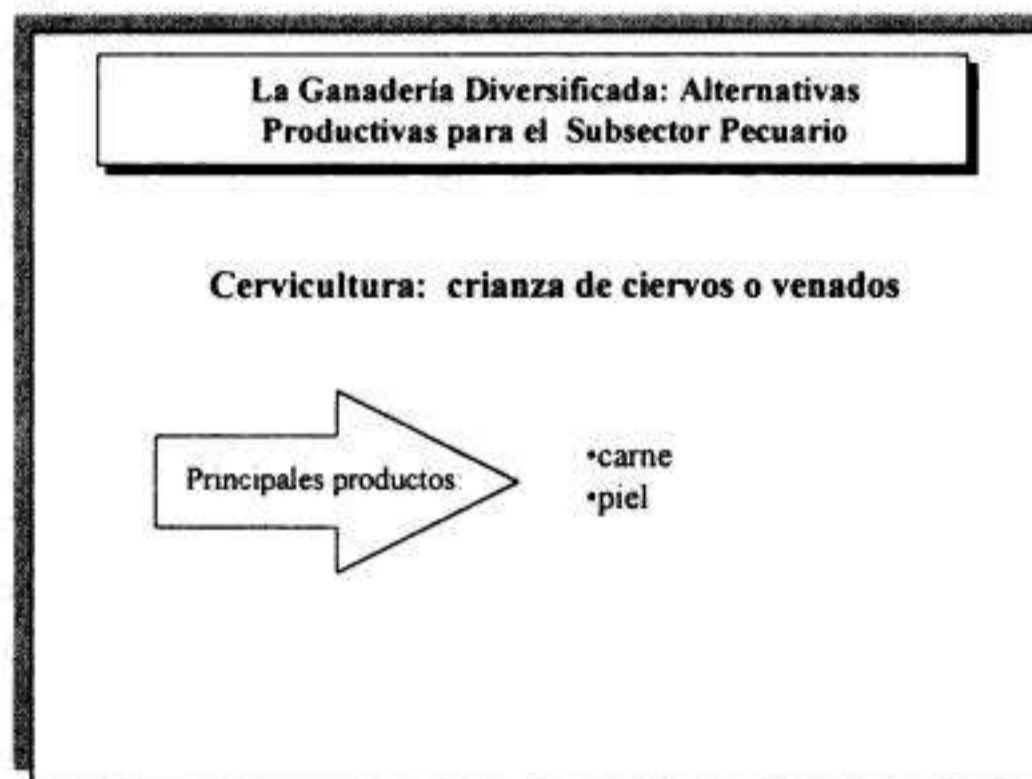 La Ganadería Diversificada: Alternativas
Productivas para el Subsector Pecuario
Cervicultura: crianza de ciervos o venados
Principales productos:
•carne
•piel